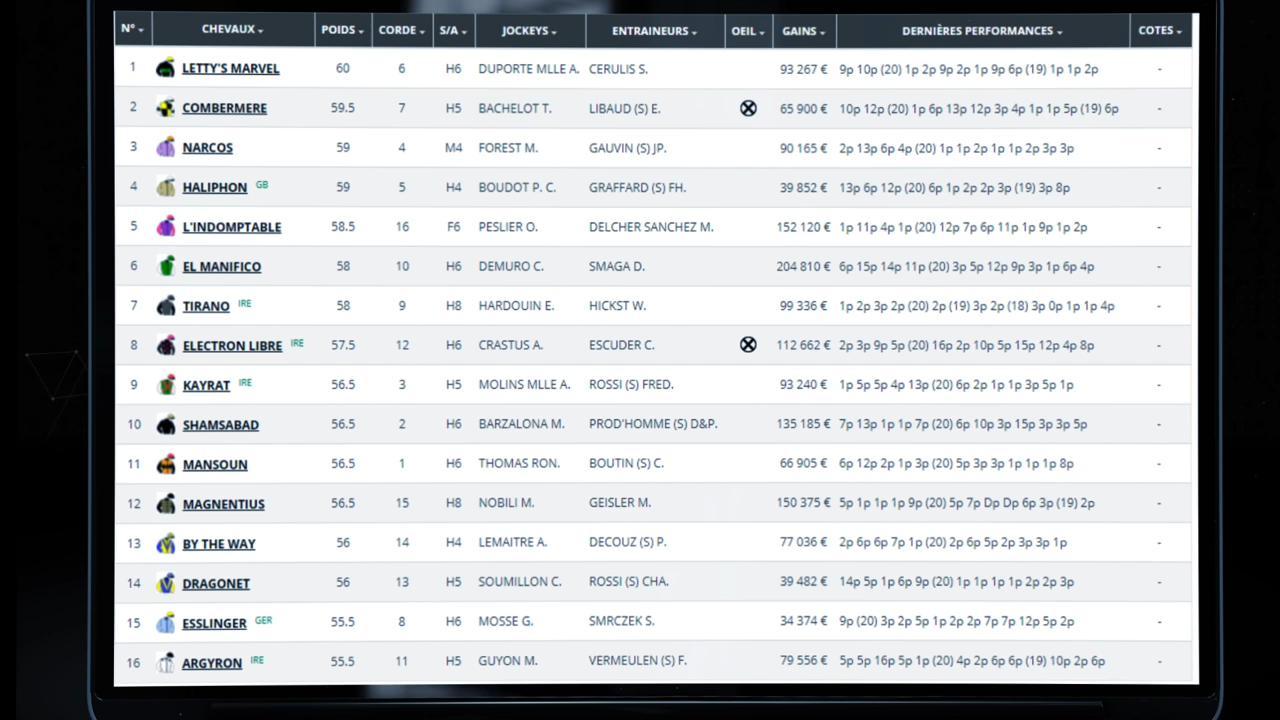 N° CHEVAUX POIDS CORDE S/A JOCKEYS ENTRAINEURS OEIL GAINS DERNIÈRES PERFORMANCES COTES
1 LETTY'S MARVEL 60 6 H6 DUPORTE MLLE A. CERULIS S. 93 267 € 9p 10p (20) 1p 2p 9p 2p 1p 9p 6p (19) 1p 1p 2p -
2 COMBERMERE 59.5 7 H5 BACHELOT T. LIBAUD (S) E. 65 900 € 10p 12p (20) 1p 6p 13p 12p 3p 4p 1p 1p 5p (19) 6p -
3 NARCOS 59 4 M4 FOREST M. GAUVIN (S) JP. 90 165 € 2p 13p 6p 4p (20) 1p 1p 2p 1p 1p 2p 3p 3p -
4 HALIPHON GB 59 5 H4 BOUDOT P. C. GRAFFARD (S) FH. 39 852 € 13p 6p 12p (20) 6p 1p 2p 2p 3p (19) 3p 8p -
5 L'INDOMPTABLE 58.5 16 F6 PESLIER O. DELCHER SANCHEZ M. 152 120 € 1p 11p 4p 1p (20) 12p 7p 6p 11p 1p 9p 1p 2p -
6 EL MANIFICO 58 10 H6 DEMURO C. SMAGA D. 204 810 € 6p 15p 14p 11p (20) 3p 5p 12p 9p 3p 1p 6p 4p -
7 TIRANO IRE 58 9 H8 HARDOUIN E. HICKST W. 99 336 € 1p 2p 3p 2p (20) 2p (19) 3p 2p (18) 3p 0p 1p 1p 4p -
8 ELECTRON LIBRE IRE 57.5 12 H6 CRASTUS A. ESCUDER C. 112 662 € 2p 3p 9p 5p (20) 16p 2p 10p 5p 15p 12p 4p 8p -
9 KAYRAT IRE 56.5 3 H5 MOLINS MLLE A. ROSSI (S) FRED. 93 240 € 1p 5p 5p 4p 13p (20) 6p 2p 1p 1p 3p 5p 1p -
10 SHAMSABAD 56.5 2 H6 BARZALONA M. PROD'HOMME (S) D&P. 135 185 € 7p 13p 1p 1p 7p (20) 6p 10p 3p 15p 3p 3p 5p -
11 MANSOUN 56.5 1 H6 THOMAS RON. BOUTIN (S) C. 66 905 € 6p 12p 2p 1p 3p (20) 5p 3p 3p 1p 1p 1p 8p -
12 MAGNENTIUS 56.5 15 H8 NOBILI M. GEISLER M. 150 375 € 5p 1p 1p 1p 9p (20) 5p 7p Dp Dp 6p 3p (19) 2p -
13 BY THE WAY 56 14 H4 LEMAITRE A. DECOUZ (S) P. 77 036 € 2p 6p 6p 7p 1p (20) 2p 6p 5p 2p 3p 3p 1p -
14 DRAGONET 56 13 H5 SOUMILLON C. ROSSI (S) CHA. 39 482 € 14p 5p 1p 6p 9p (20) 1p 1p 1p 1p 2p 2p 3p -
15 ESSLINGER GER 55.5 8 H6 MOSSE G. SMRCZEK S. 34 374 € 9p (20) 3p 2p 5p 1p 2p 2p 7p 7p 12p 5p 2p -
16 ARGYRON IRE 55.5 11 H5 GUYON M. VERMEULEN (S) F. 79 556 € 5p 5p 16p 5p 1p (20) 4p 2p 6p 6p (19) 10p 2p 6p -